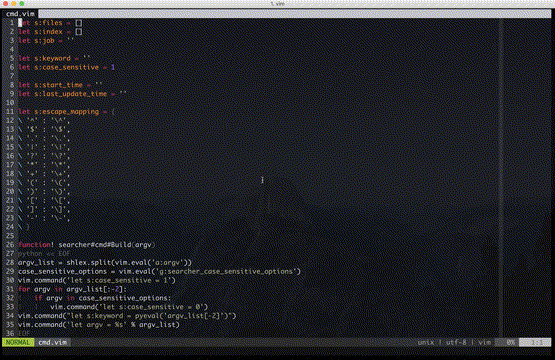 1. vim
cmd.vim
1 let s:files = []
2 let s:index = []
3 let s:job = ''
4
5 let s:keyword = ''
6 let s:case_sensitive = 1
7
8 let s:start_time = ''
9 let s:last_update_time = ''
10
11 let s:escape_mapping = {
12 \ '^' : '\^',
13 \ '$' : '\$',
14 \ '.' : '\.',
15 \ '!' : '\!',
16 \ '?' : '\?',
17 \ '*' : '\*',
18 \ '+' : '\+',
19 \ '(' : '\(',
20 \ ')' : '\)',
21 \ '[' : '\[',
22 \ ']' : '\]',
23 \ '-' : '\-',
24 \ }
25
26 function! searcher#cmd#Build(argv)
27 python << EOF
28 argv_list = shlex.split(vim.eval('a:argv'))
29 case_sensitive_options = vim.eval('g:searcher_case_sensitive_options')
30 vim.command('let s:case_sensitive = 1')
31 for argv in argv_list[:-2]:
32 if argv in case_sensitive_options:
33 vim.command('let s:case_sensitive = 0')
34 vim.command("let s:keyword = pyeval('argv_list[-2]')")
35 vim.command('let argv = %s' % argv_list)
36 EOF
NORMAL cmd.vim unix | utf-8 | vim 0% 1:1